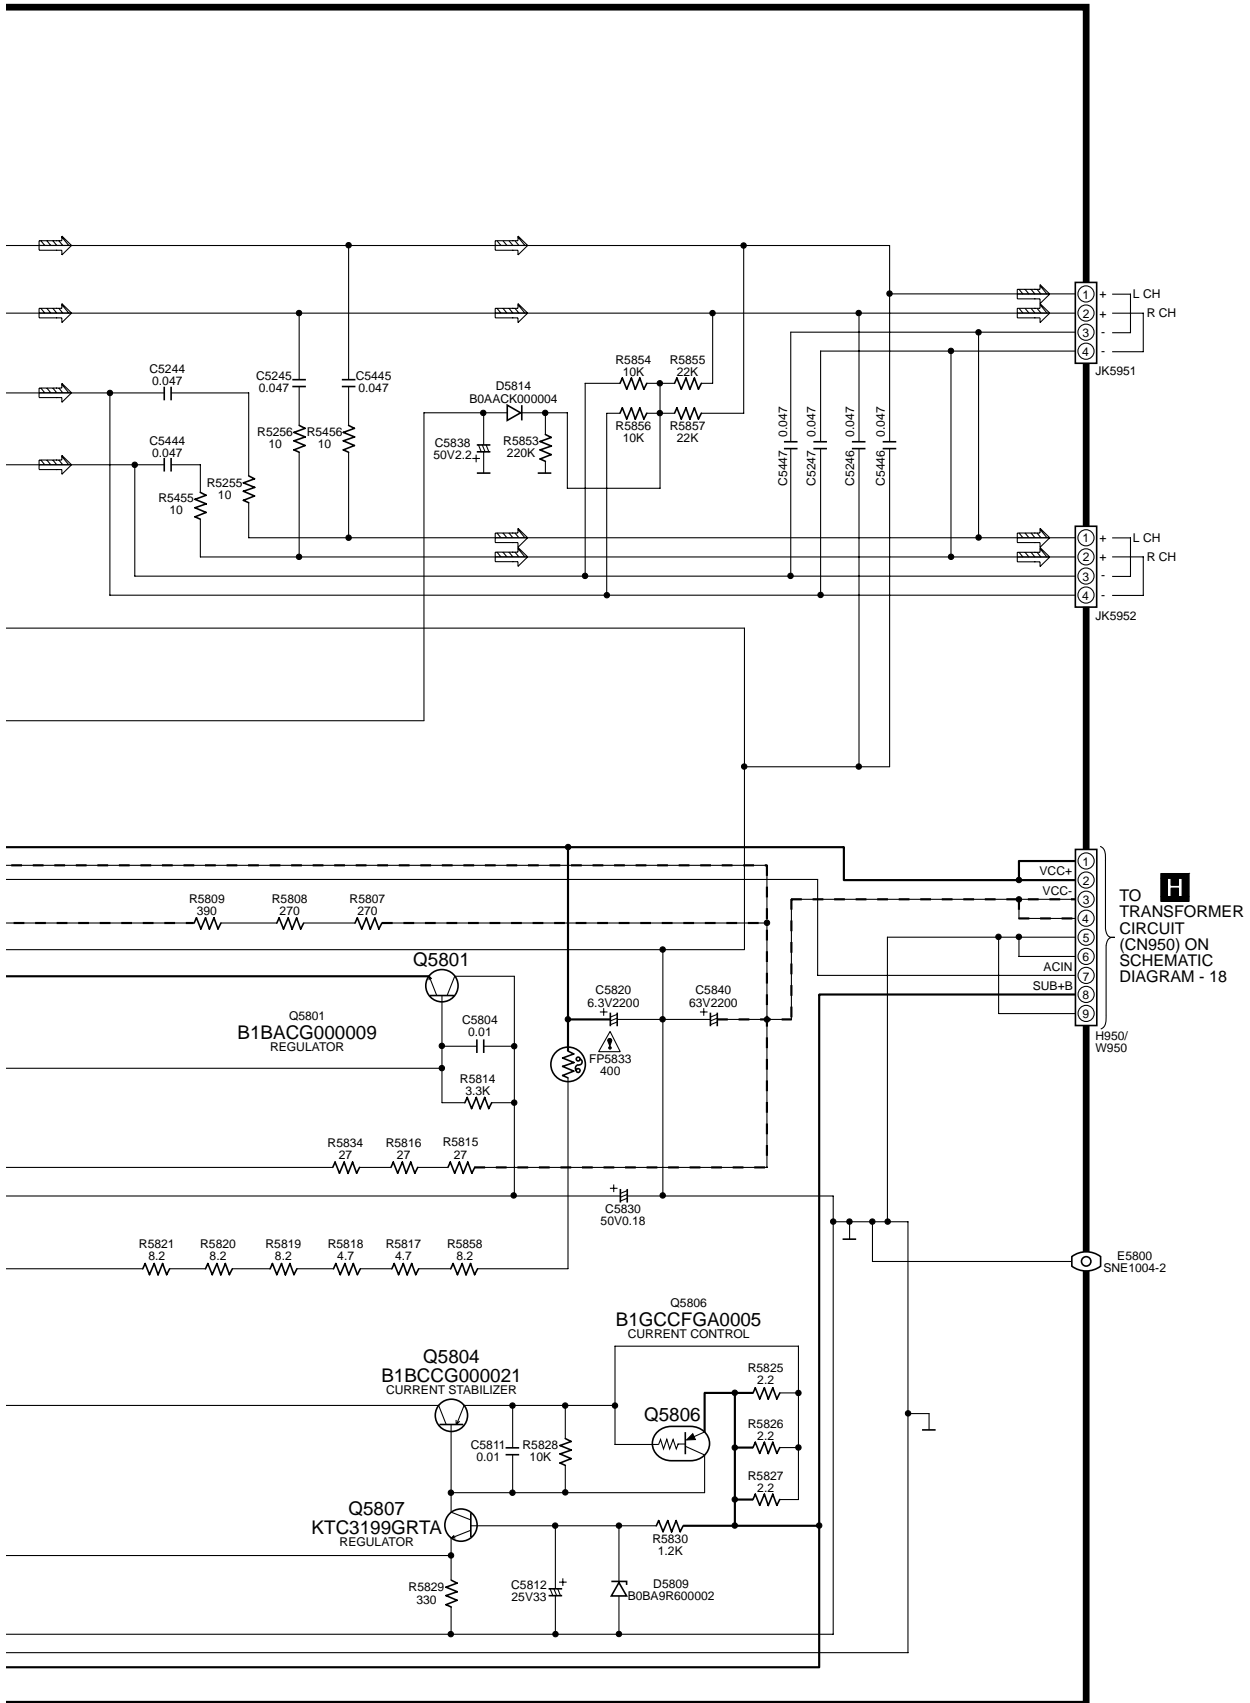 1 + L CH
2 + R CH
3 -
4 -
JK5951
C5244
0.047
C5245
0.047
C5445
0.047
R5854
10K
R5855
22K
D5814
B0AACK000004
C5444
0.047
R5256
10
R5456
10
C5838
50V2.2
+
R5853
220K
R5856
10K
R5857
22K
C5447 0.047
C5247 0.047
C5246 0.047
C5446 0.047
R5455
10
R5255
10
1 + L CH
2 + R CH
3 -
4 -
JK5952
1
VCC+ 2
VCC- 3
4
5
6
ACIN 7
SUB+B 8
9
H950/
W950
TO H
TRANSFORMER
CIRCUIT
(CN950) ON
SCHEMATIC
DIAGRAM - 18
R5809
390
R5808
270
R5807
270
Q5801
Q5801
B1BACG000009
REGULATOR
C5804
0.01
R5814
3.3K
C5820
6.3V2200
+
C5840
63V2200
+
FP5833
400
R5834
27
R5816
27
R5815
27
+
C5830
50V0.18
R5821
8.2
R5820
8.2
R5819
8.2
R5818
4.7
R5817
4.7
R5858
8.2
E5800
SNE1004-2
Q5806
B1GCCFGA0005
CURRENT CONTROL
Q5804
B1BCCG000021
CURRENT STABILIZER
R5825
2.2
Q5806
R5826
2.2
C5811
0.01
R5828
10K
R5827
2.2
Q5807
KTC3199GRTA
REGULATOR
R5830
1.2K
R5829
330
C5812
25V33
+
D5809
B0BA9R600002